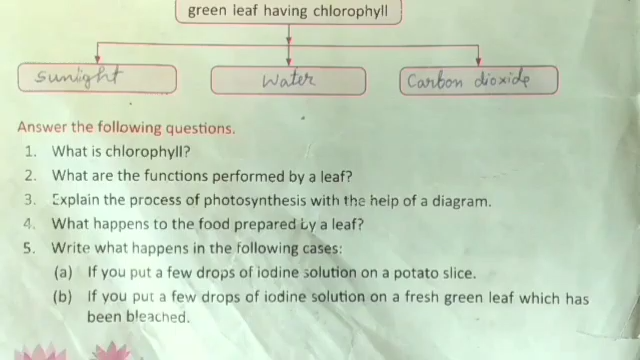 green leaf having chlorophyll
sunlight
Water
Carbon dioxide
Answer the following questions.
1. What is chlorophyll?
2. What are the functions performed by a leaf?
3. Explain the process of photosynthesis with the help of a diagram.
4. What happens to the food prepared by a leaf?
5. Write what happens in the following cases:
(a) If you put a few drops of iodine solution on a potato slice.
(b) If you put a few drops of iodine solution on a fresh green leaf which has
been bleached.